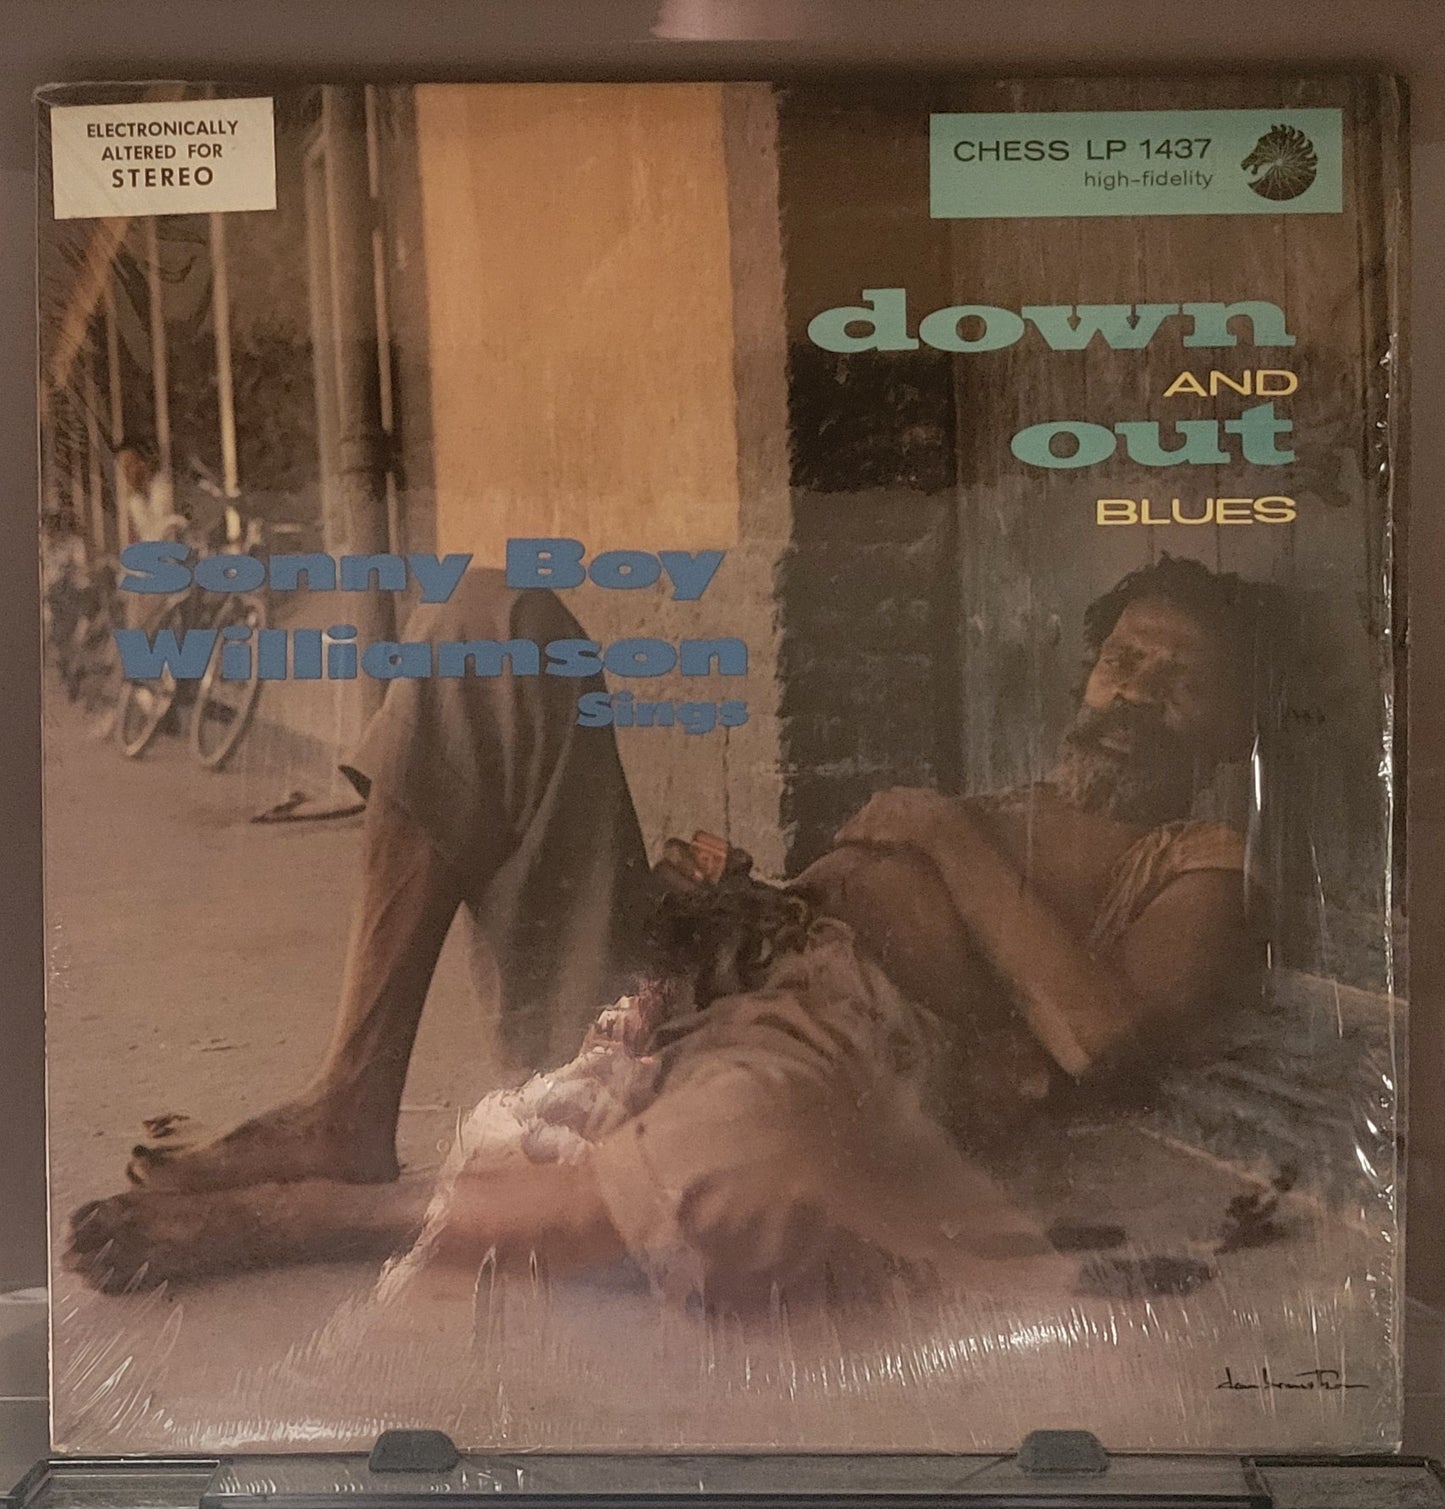 ELECTRONICALLY
ALTERED FOR
STEREO
CHESS LP 1437
high-fidelity
down
AND
out
BLUES
Sonny Boy
Williamson
Sings